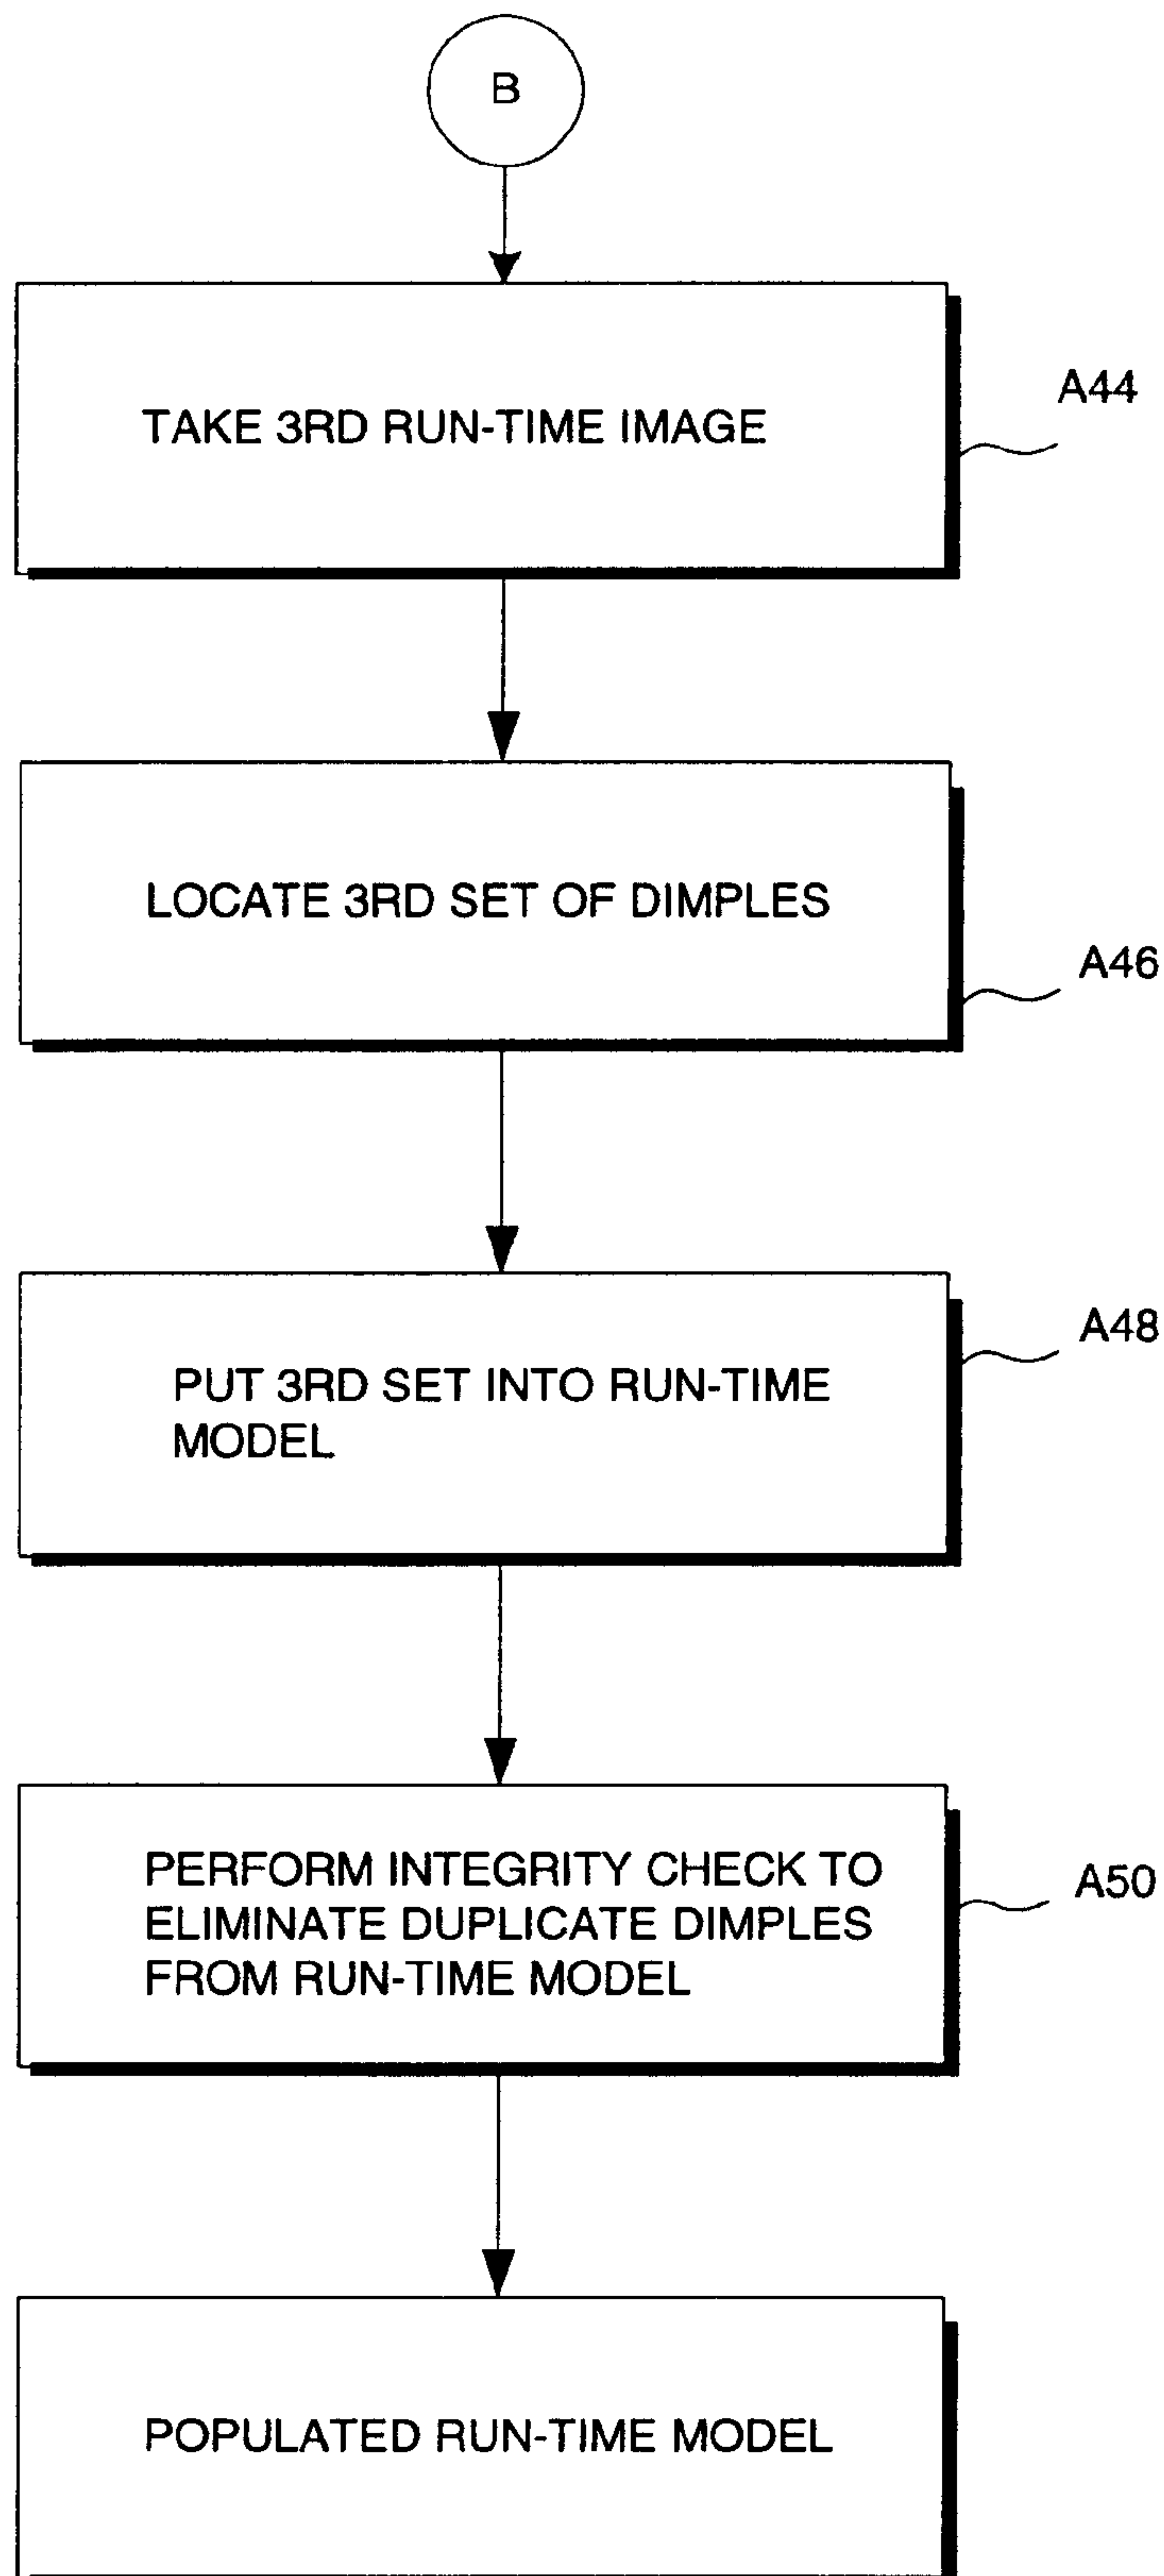 B
TAKE 3RD RUN-TIME IMAGE
A44
LOCATE 3RD SET OF DIMPLES
A46
PUT 3RD SET INTO RUN-TIME
MODEL
A48
PERFORM INTEGRITY CHECK TO
ELIMINATE DUPLICATE DIMPLES
FROM RUN-TIME MODEL
A50
POPULATED RUN-TIME MODEL